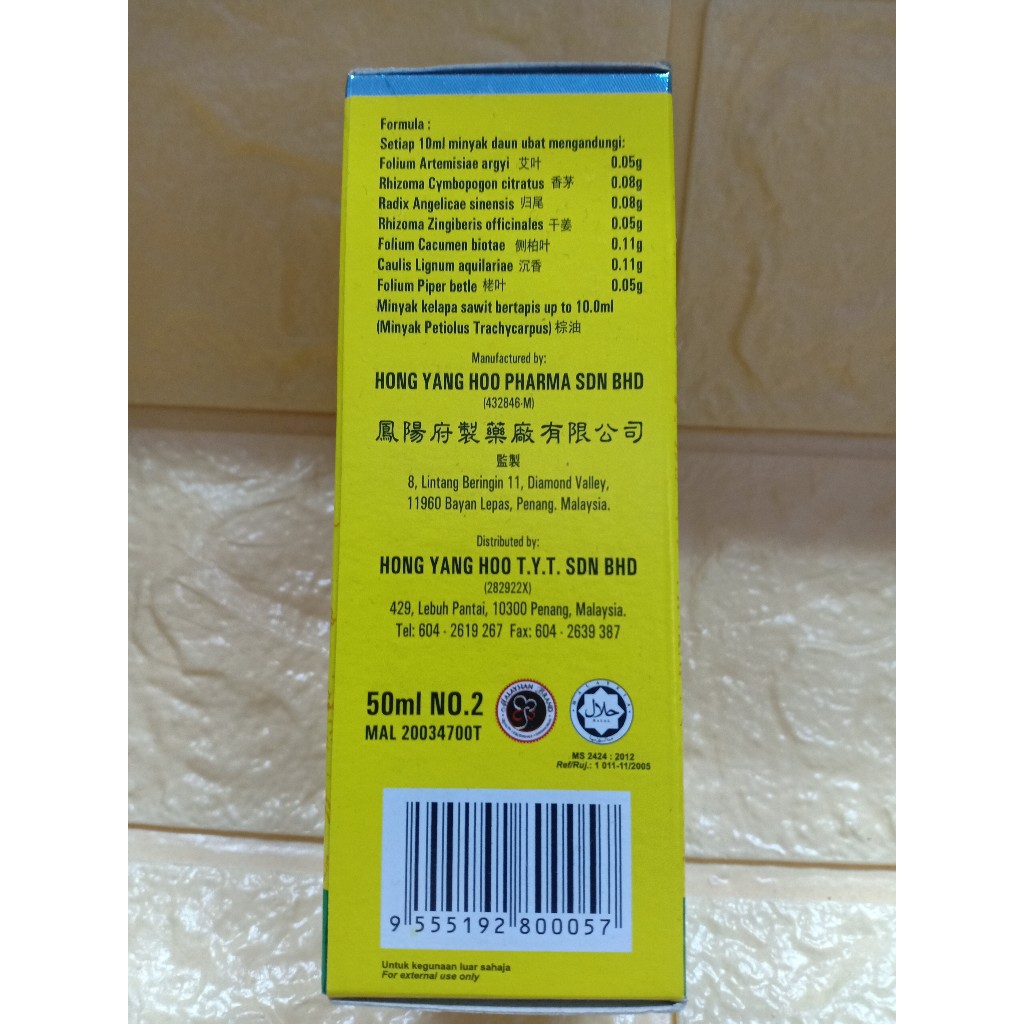 Formula :
Setiap 10ml minyak daun ubat mengandungi:
Folium Artemisiae argyi 艾叶 0.05g
Rhizoma Cymbopogon citratus 香茅 0.08g
Radix Angelicae sinensis 归尾 0.08g
Rhizoma Zingiberis officinales 干姜 0.05g
Folium Cacumen biotae 侧柏叶 0.11g
Caulis Lignum aquilariae 沉香 0.11g
Folium Piper betle 栳叶 0.05g
Minyak kelapa sawit bertapis up to 10.0ml
(Minyak Petiolus Trachycarpus) 棕油
Manufactured by:
HONG YANG HOO PHARMA SDN BHD
(432846-M)
鳳陽府製藥廠有限公司
監製
8, Lintang Beringin 11, Diamond Valley,
11960 Bayan Lepas, Penang. Malaysia.
Distributed by:
HONG YANG HOO T.Y.T. SDN BHD
(282922X)
429, Lebuh Pantai, 10300 Penang, Malaysia.
Tel: 604 - 2619 267 Fax: 604 - 2639 387
50ml NO.2
MAL 20034700T
MALAYSIAN BRAND
حلال
HALAL
MS 2424 : 2012
Ref/Ruj.: 1 011-11/2005
9 555192 800057
Untuk kegunaan luar sahaja
For external use only